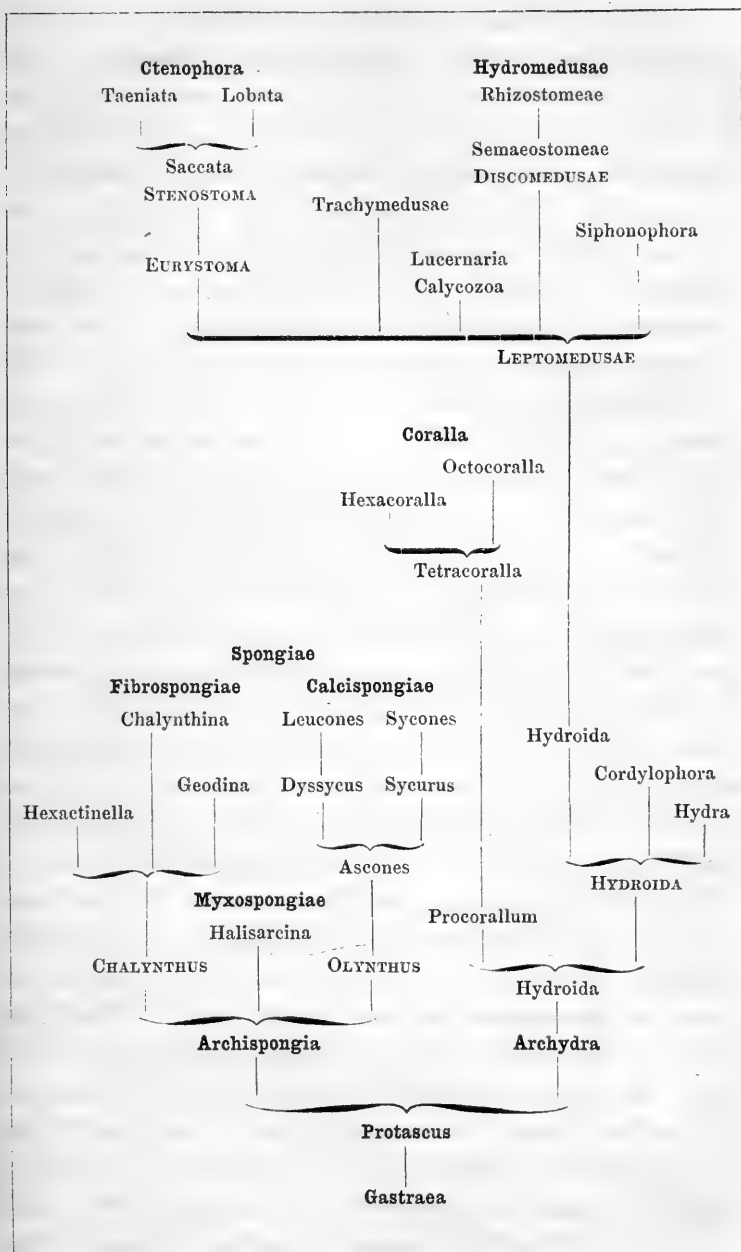 Ctenophora Hydromedusae
Taeniata Lobata Rhizostomeae
Saccata Semaeostomeae
STENOSTOMA DISCOMEDUSAE
Trachymedusae
Siphonophora
EURYSTOMA Lucernaria
Calycozoa
LEPTOMEDUSAE
Coralla
Octocoralla
Hexacoralla
Tetracoralla
Spongiae
Fibrospongiae Calcispongiae
Chalynthina Leucones Sycones
Hydroida
Cordylophora
Geodina Dyssycus Sycurus
Hexactinella Hydra
Ascones
HYDROIDA
Myxospongiae
Halisarcina Procorallum
CHALYNTHUS OLYNTHUS
Hydroida
Archispongia Archydra
Protascus
Gastraea